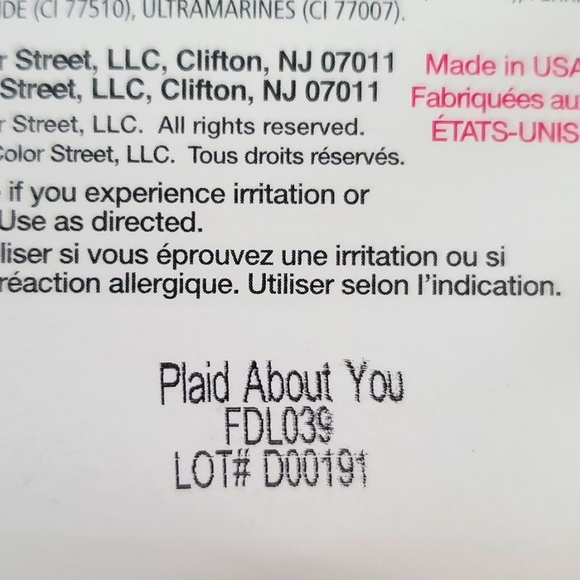 DE (CI 77510), ULTRAMARINES (CI 77007).
r Street, LLC, Clifton, NJ 07011
Street, LLC, Clifton, NJ 07011
r Street, LLC. All rights reserved.
Color Street, LLC. Tous droits réservés.
Made in USA
Fabriquées au
ÉTATS-UNIS
if you experience irritation or
Use as directed.
liser si vous éprouvez une irritation ou si
réaction allergique. Utiliser selon l'indication.
Plaid About You
FDL039
LOT# D00191